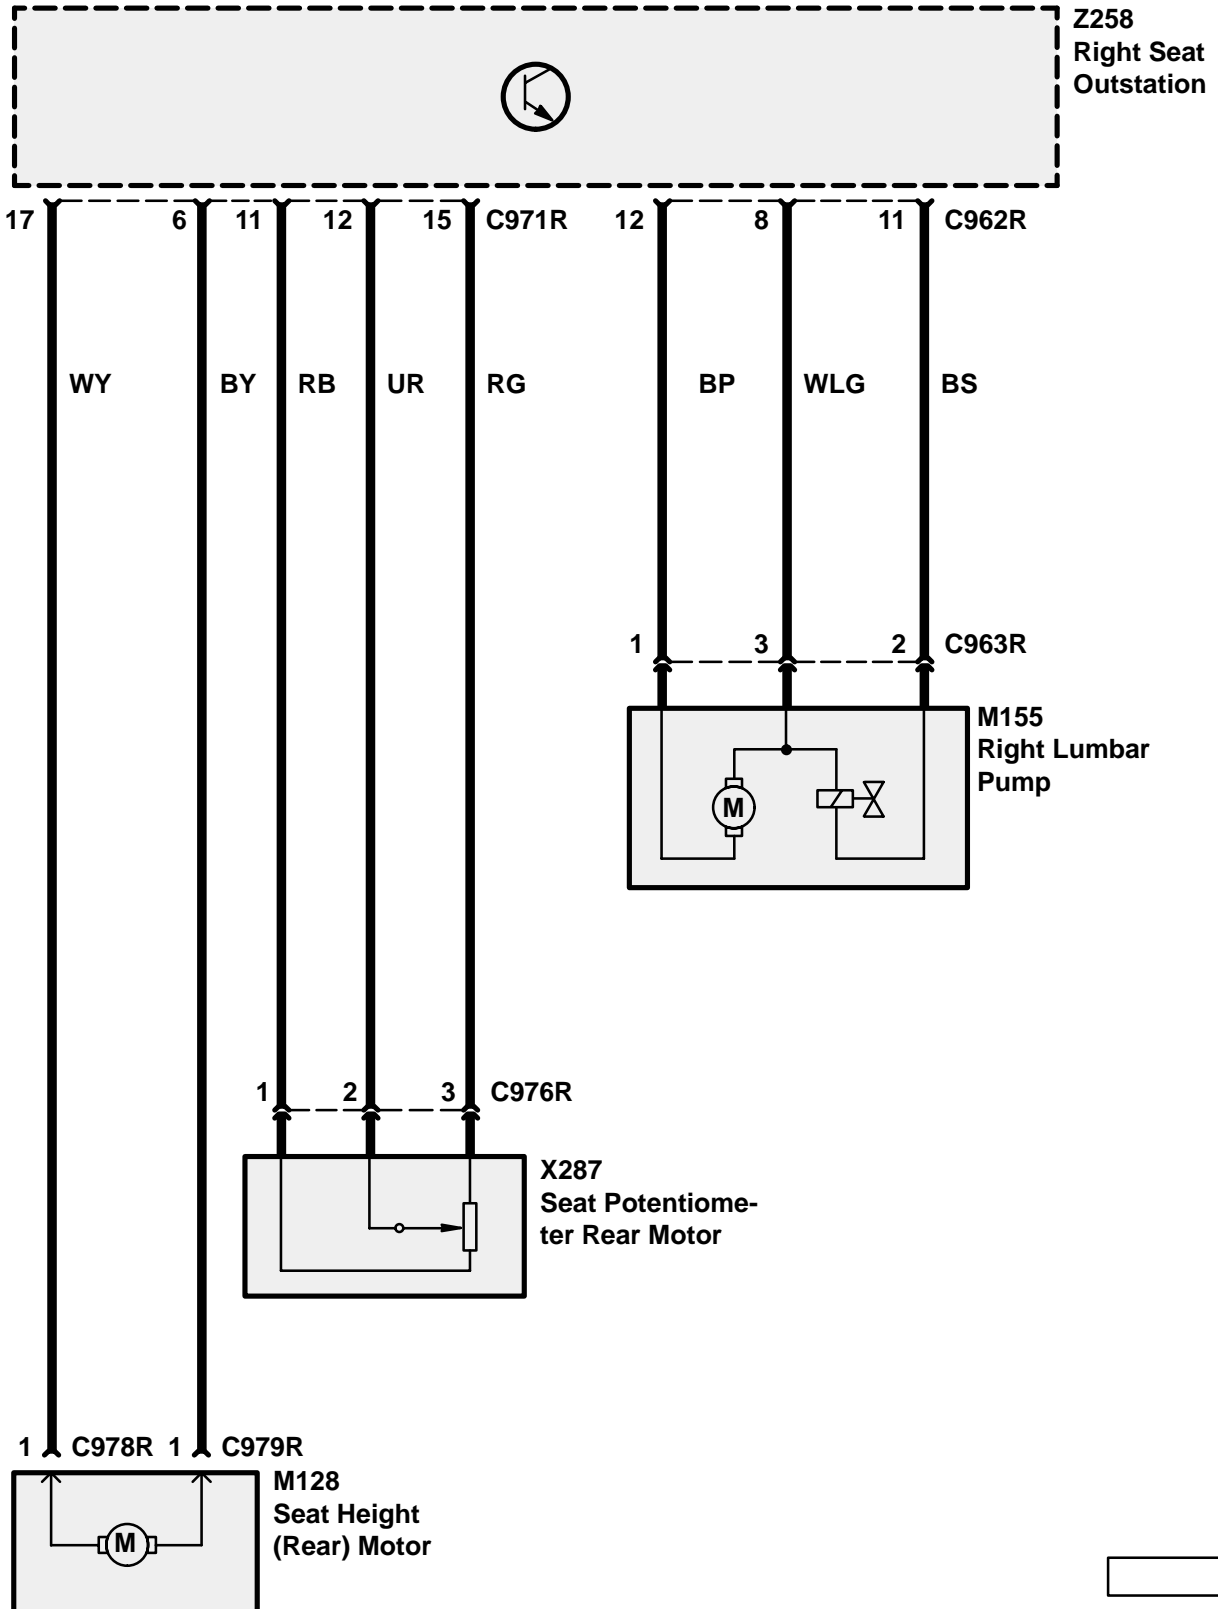 Z258
Right Seat
Outstation
17 6 11 12 15 C971R 12 8 11 C962R
WY BY RB UR RG BP WLG BS
1 3 2 C963R
M155
Right Lumbar
Pump
M
1 2 3 C976R
X287
Seat Potentiome-
ter Rear Motor
1 C978R 1 C979R
M128
Seat Height
(Rear) Motor
M